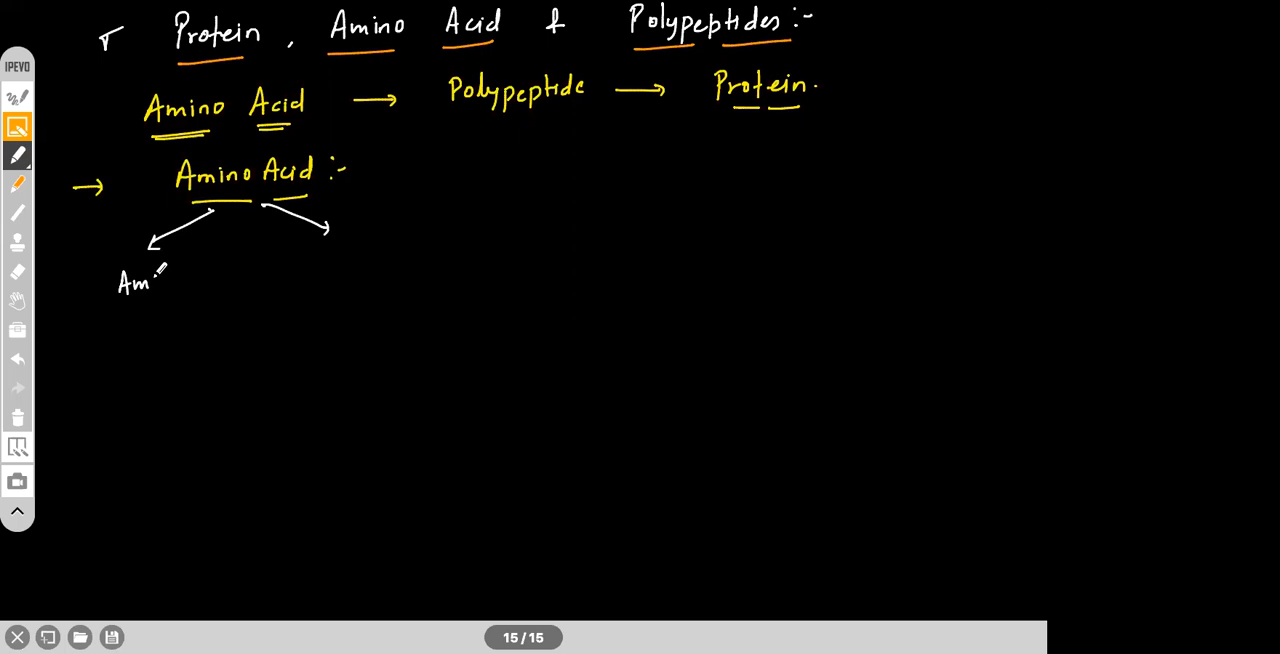 Protein, Amino Acid & Polypeptides :-
Amino Acid → Polypeptide → Protein.
→ Amino Acid :-
Am
IPEVO
15/15